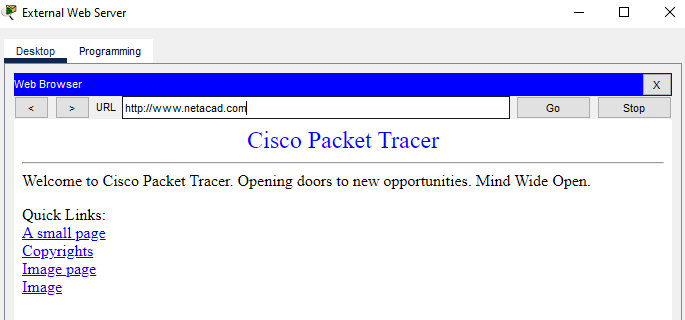 External Web Server
Desktop Programming
Web Browser X
< > URL http://www.netacad.com Go Stop
Cisco Packet Tracer
Welcome to Cisco Packet Tracer. Opening doors to new opportunities. Mind Wide Open.
Quick Links:
A small page
Copyrights
Image page
Image